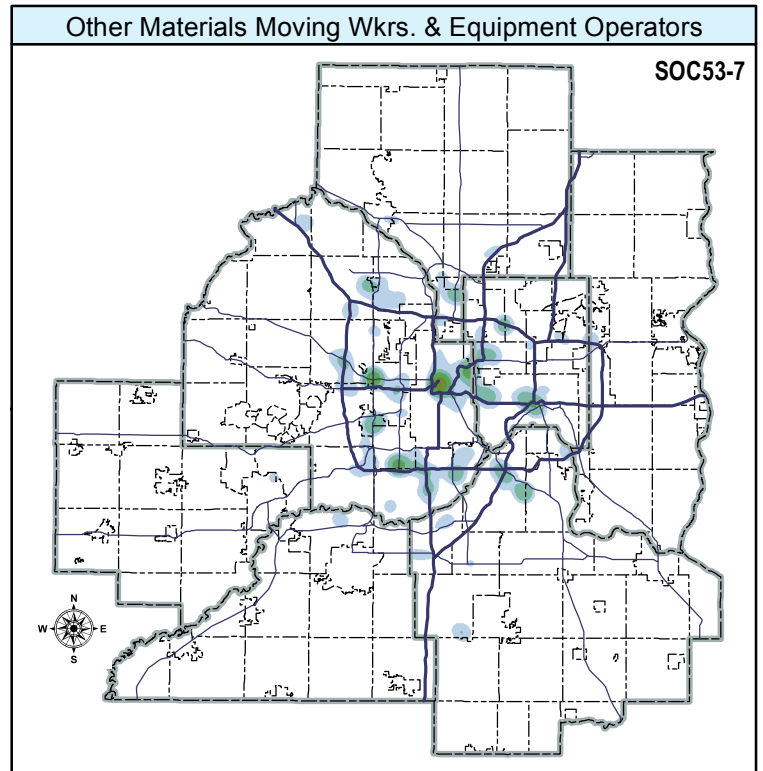 Other Materials Moving Wkrs. & Equipment Operators
SOC53-7
N
W E
S